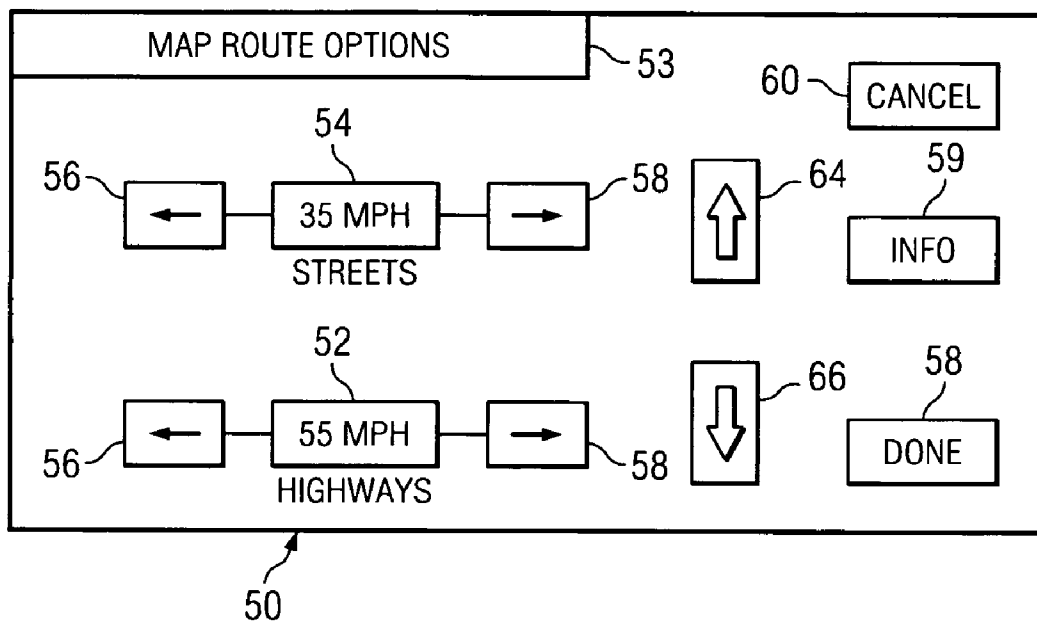 MAP ROUTE OPTIONS
53
60
CANCEL
54
56
35 MPH
58
STREETS
64
59
INFO
52
56
55 MPH
58
HIGHWAYS
66
58
DONE
50